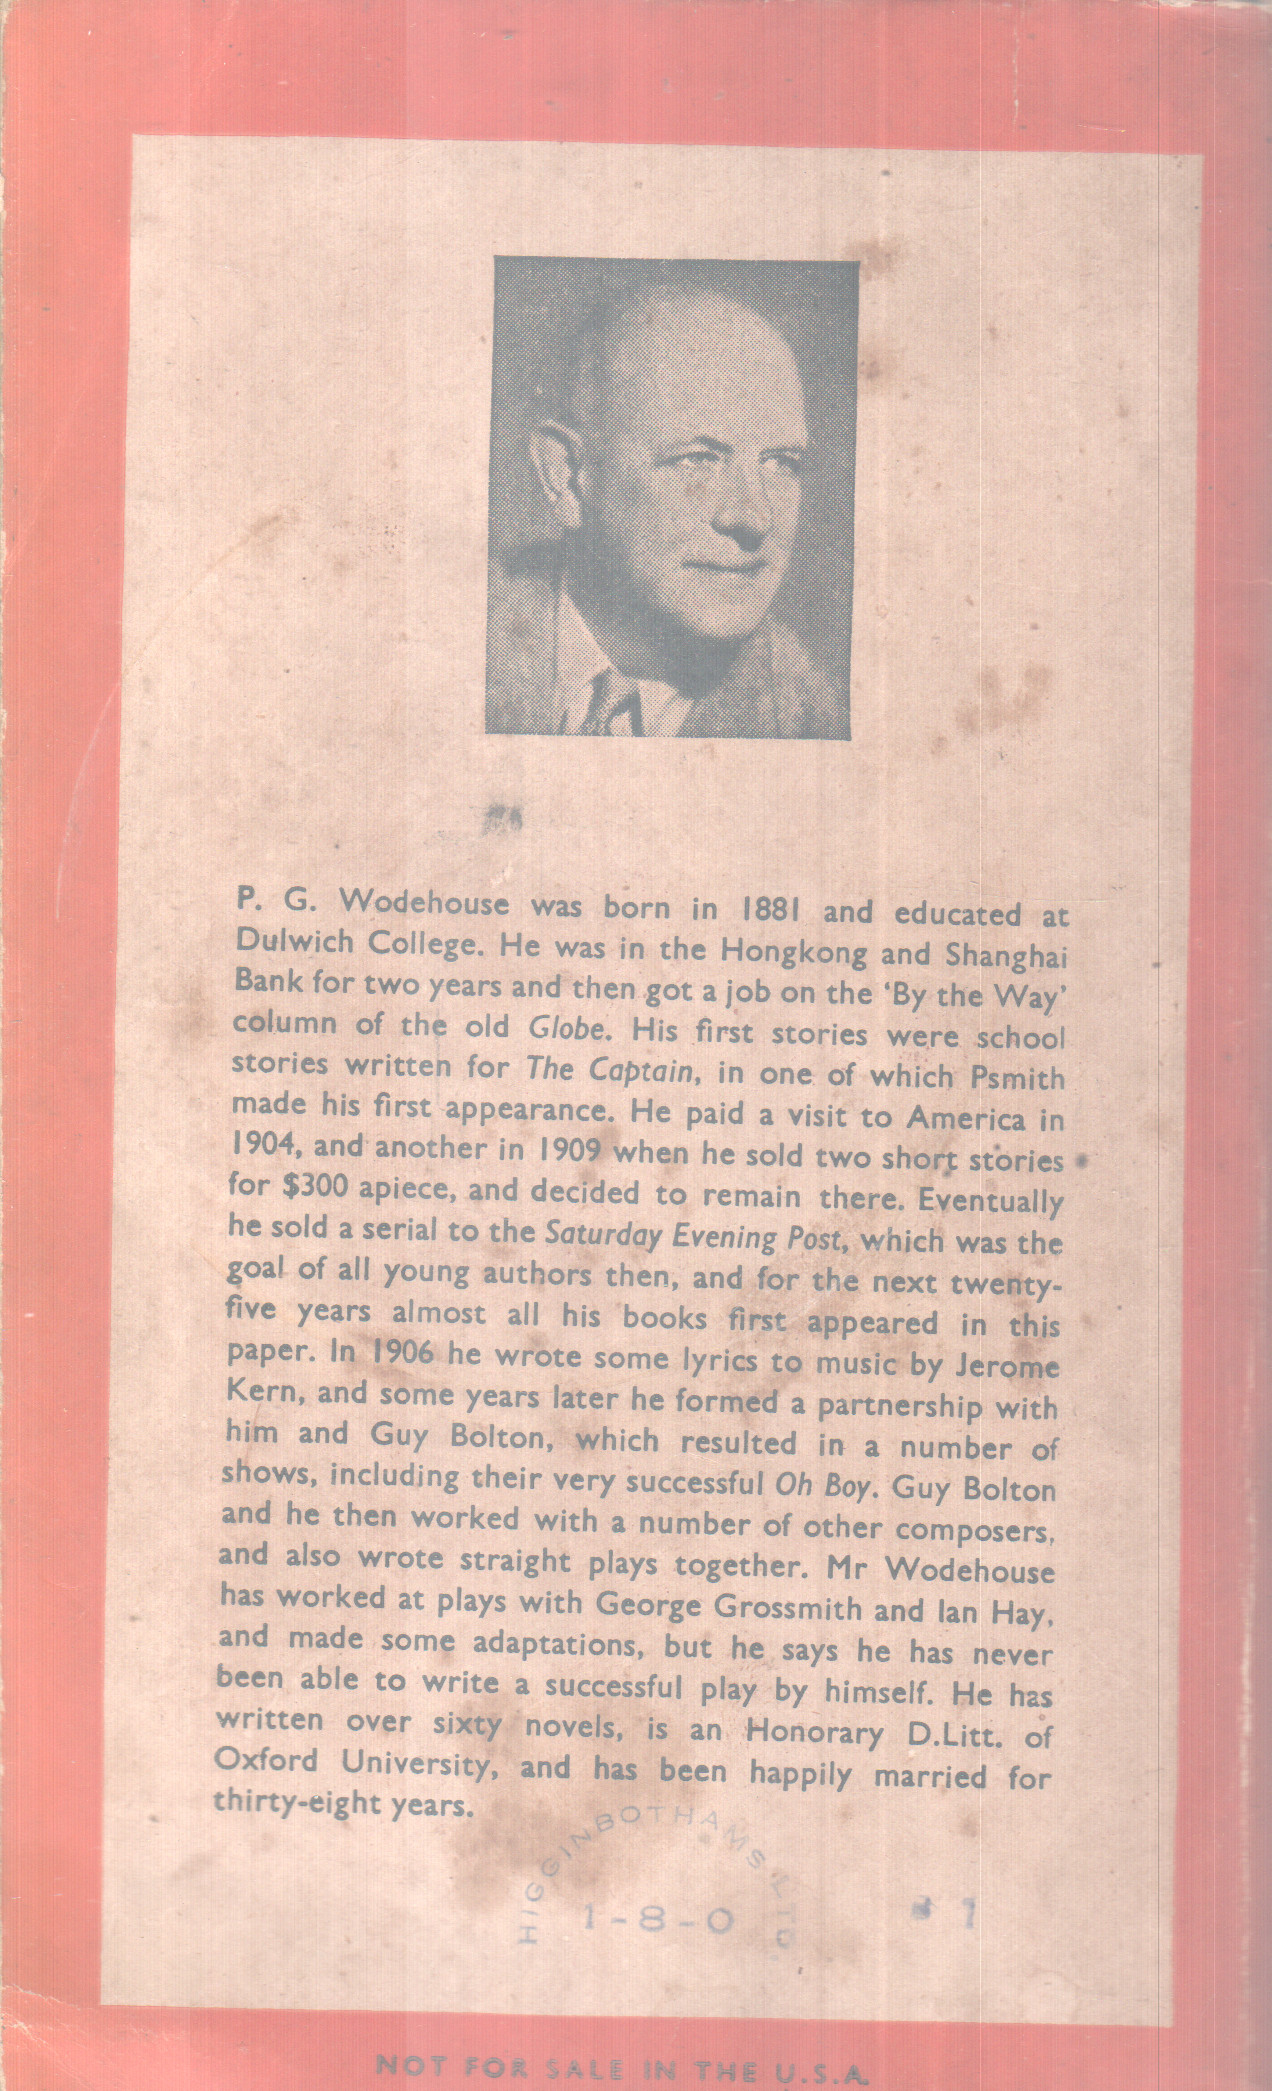 P. G. Wodehouse was born in 1881 and educated at
Dulwich College. He was in the Hongkong and Shanghai
Bank for two years and then got a job on the ‘By the Way’
column of the old Globe. His first stories were school
stories written for The Captain, in one of which Psmith
made his first appearance. He paid a visit to America in
1904, and another in 1909 when he sold two short stories
for $300 apiece, and decided to remain there. Eventually
he sold a serial to the Saturday Evening Post, which was the
goal of all young authors then, and for the next twenty-
five years almost all his books first appeared in this
paper. In 1906 he wrote some lyrics to music by Jerome
Kern, and some years later he formed a partnership with
him and Guy Bolton, which resulted in a number of
shows, including their very successful Oh Boy. Guy Bolton
and he then worked with a number of other composers,
and also wrote straight plays together. Mr Wodehouse
has worked at plays with George Grossmith and Ian Hay,
and made some adaptations, but he says he has never
been able to write a successful play by himself. He has
written over sixty novels, is an Honorary D.Litt. of
Oxford University, and has been happily married for
thirty-eight years.
HIGGINBOTHAMS LTD.
1-8-0
1
NOT FOR SALE IN THE U.S.A.